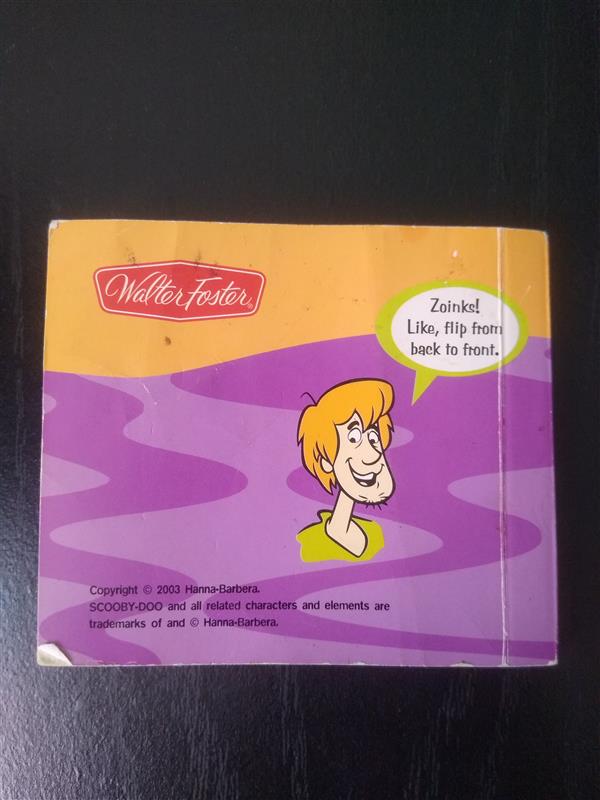 Walter Foster®
Zoinks!
Like, flip from
back to front.
Copyright © 2003 Hanna-Barbera.
SCOOBY-DOO and all related characters and elements are
trademarks of and © Hanna-Barbera.